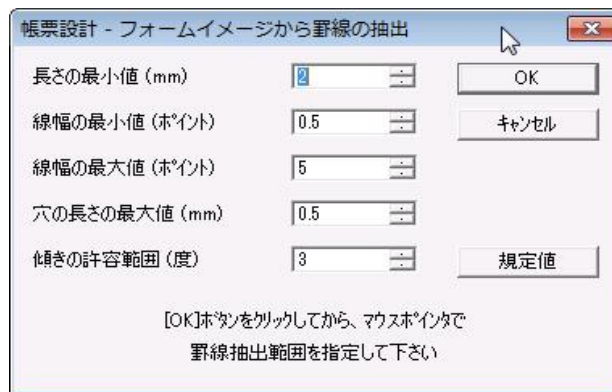 帳票設計 - フォームイメージから罫線の抽出
長さの最小値 (mm) 2 OK
線幅の最小値 (ポイント) 0.5 キャンセル
線幅の最大値 (ポイント) 5
穴の長さの最大値 (mm) 0.5
傾きの許容範囲 (度) 3 規定値
[OK]ボタンをクリックしてから、マウスポインタで
罫線抽出範囲を指定して下さい